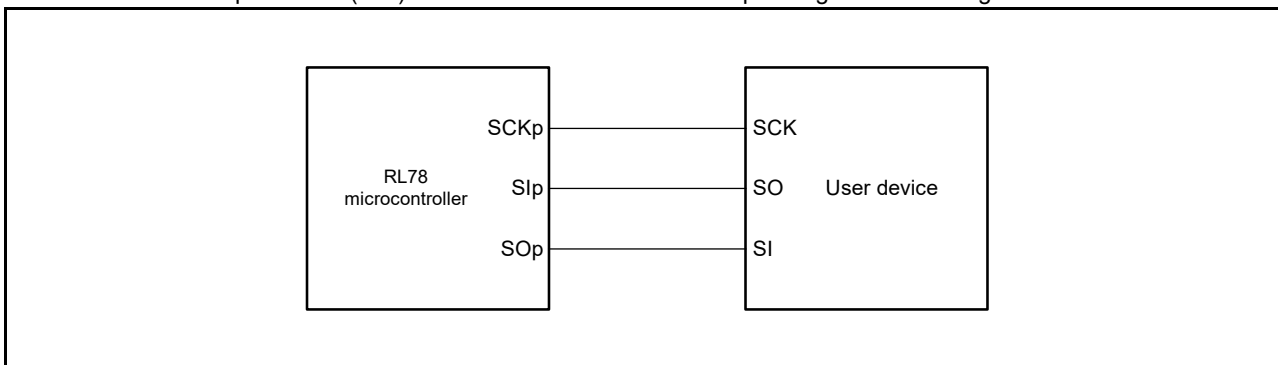 SCKp SCK
RL78
microcontroller
SIp SO User device
SOp SI